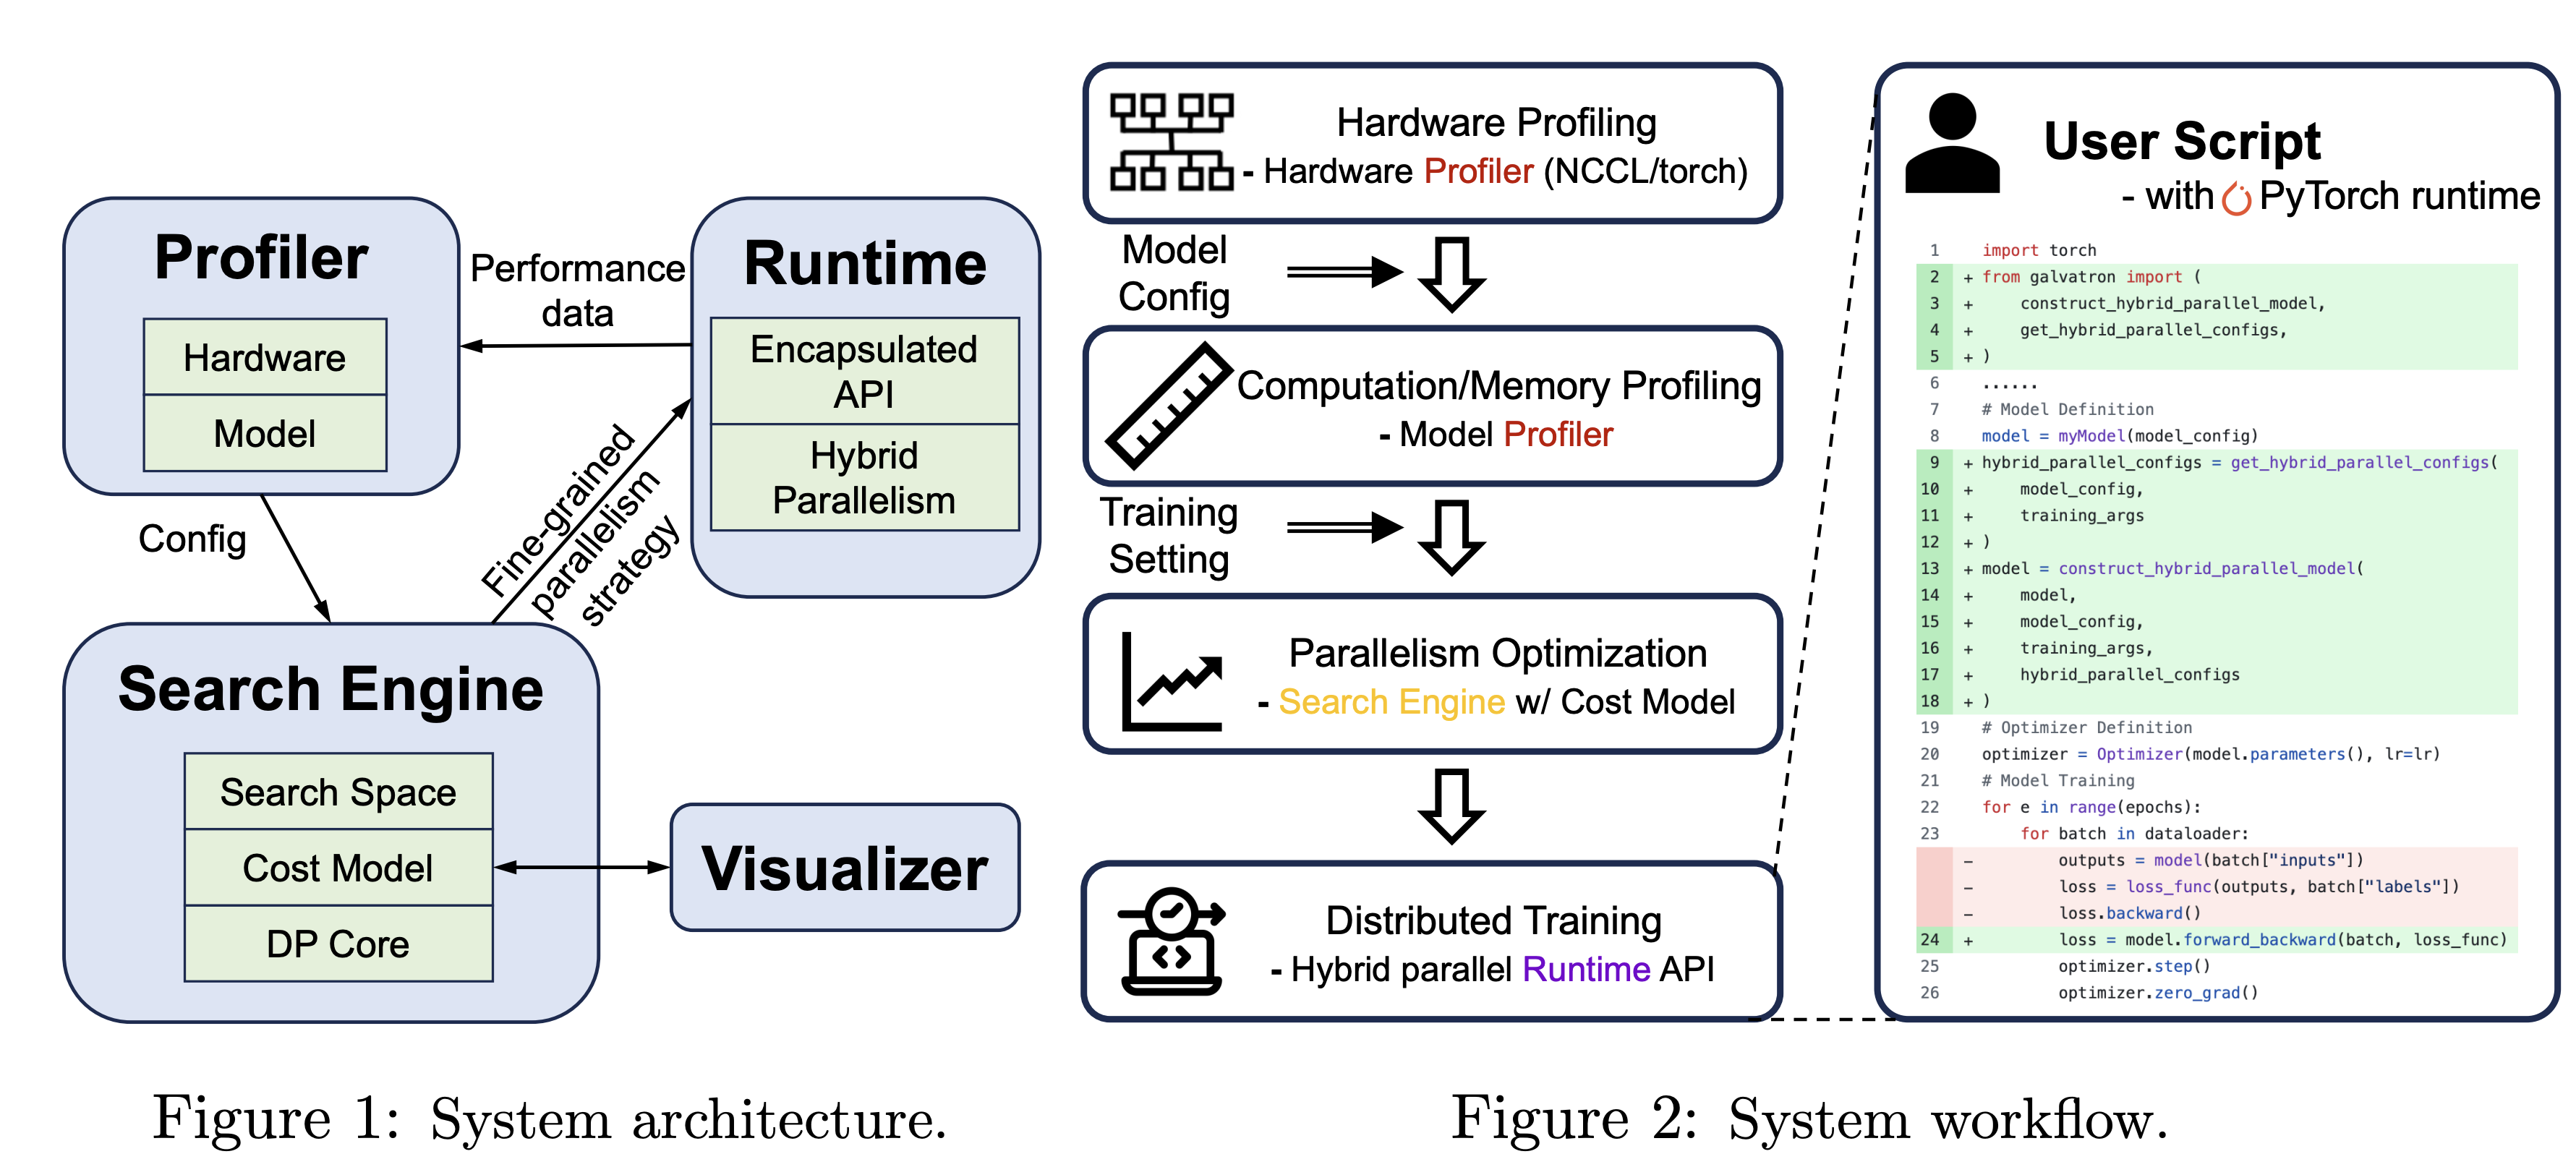 Profiler
Hardware
Model
Performance
data
Runtime
Encapsulated
API
Hybrid
Parallelism
Config
Fine-grained
parallelism
strategy
Search Engine
Search Space
Cost Model
DP Core
Visualizer
Figure 1: System architecture.
Hardware Profiling
- Hardware Profiler (NCCL/torch)
Model
Config
Computation/Memory Profiling
- Model Profiler
Training
Setting
Parallelism Optimization
- Search Engine w/ Cost Model
Distributed Training
- Hybrid parallel Runtime API
User Script
- with PyTorch runtime
1 import torch
2 + from galvatron import (
3 + construct_hybrid_parallel_model,
4 + get_hybrid_parallel_configs,
5 + )
6 ......
7 # Model Definition
8 model = myModel(model_config)
9 + hybrid_parallel_configs = get_hybrid_parallel_configs(
10 + model_config,
11 + training_args
12 + )
13 + model = construct_hybrid_parallel_model(
14 + model,
15 + model_config,
16 + training_args,
17 + hybrid_parallel_configs
18 + )
19 # Optimizer Definition
20 optimizer = Optimizer(model.parameters(), lr=lr)
21 # Model Training
22 for e in range(epochs):
23 for batch in dataloader:
− outputs = model(batch["inputs"])
− loss = loss_func(outputs, batch["labels"])
− loss.backward()
24 + loss = model.forward_backward(batch, loss_func)
25 optimizer.step()
26 optimizer.zero_grad()
Figure 2: System workflow.